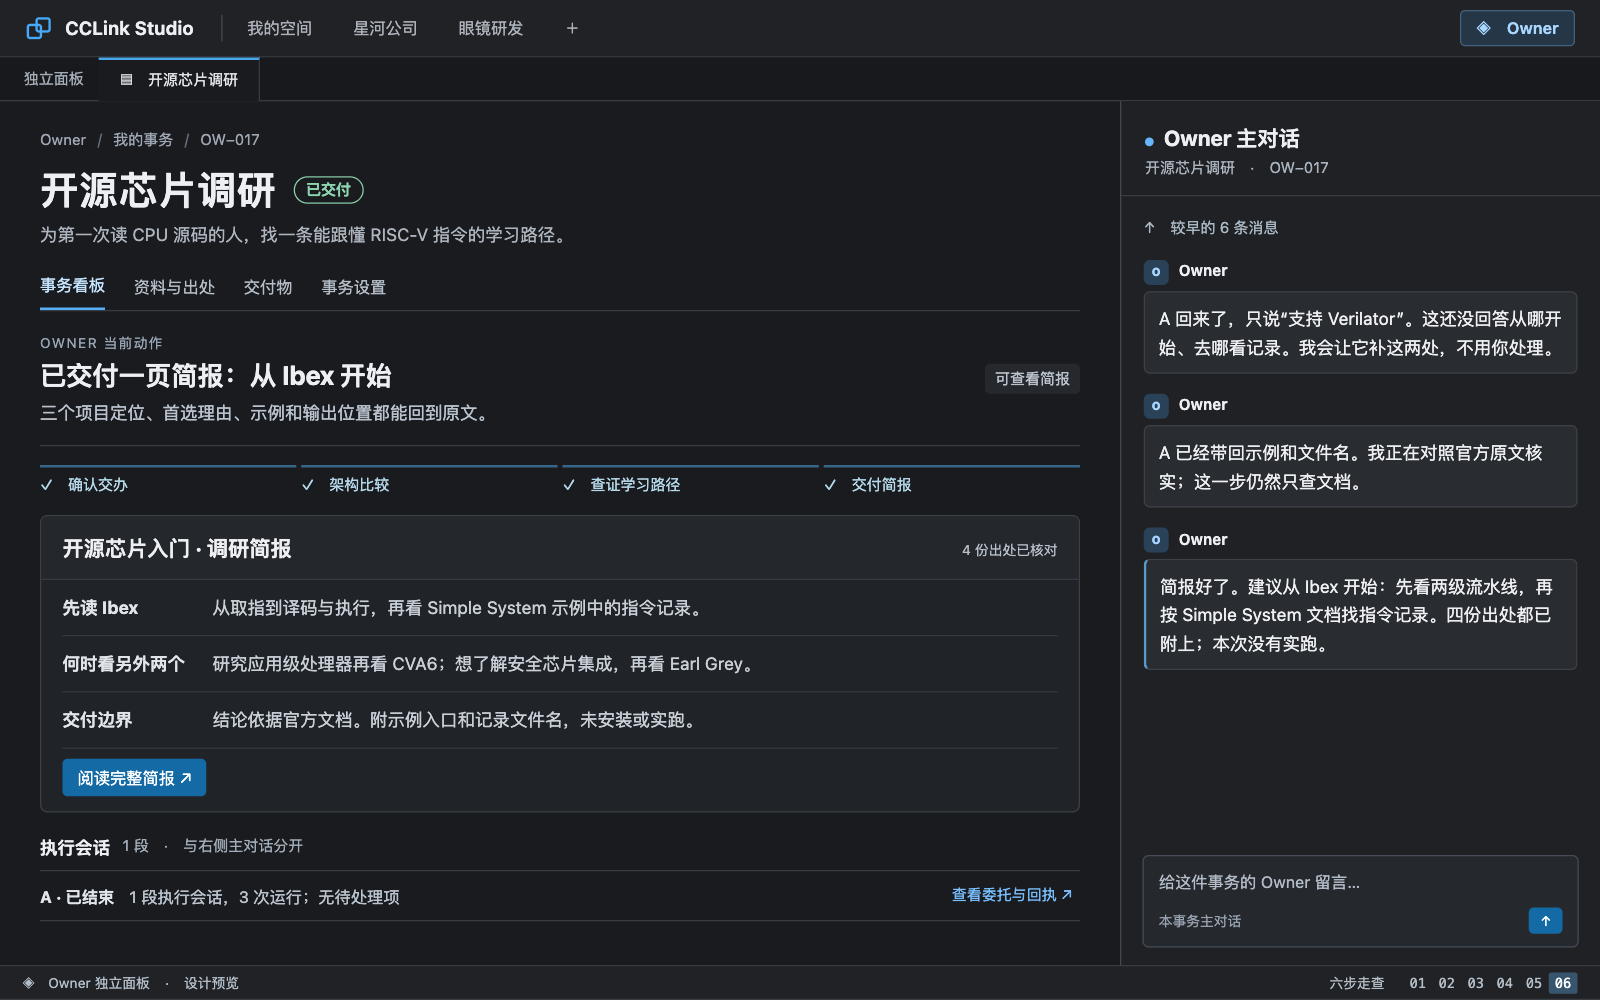 CCLink Studio
我的空间
星河公司
眼镜研发
+
Owner
独立面板
开源芯片调研
Owner / 我的事务 / OW-017
开源芯片调研
已交付
为第一次读 CPU 源码的人，找一条能跟懂 RISC-V 指令的学习路径。
事务看板
资料与出处
交付物
事务设置
OWNER 当前动作
已交付一页简报：从 Ibex 开始
可查看简报
三个项目定位、首选理由、示例和输出位置都能回到原文。
✓ 确认交办
✓ 架构比较
✓ 查证学习路径
✓ 交付简报
开源芯片入门 · 调研简报
4 份出处已核对
先读 Ibex
从取指到译码与执行，再看 Simple System 示例中的指令记录。
何时看另外两个
研究应用级处理器再看 CVA6；想了解安全芯片集成，再看 Earl Grey。
交付边界
结论依据官方文档。附示例入口和记录文件名，未安装或实跑。
阅读完整简报 ↗
执行会话
1 段 · 与右侧主对话分开
A · 已结束
1 段执行会话，3 次运行；无待处理项
查看委托与回执 ↗
Owner 主对话
开源芯片调研 · OW-017
↑ 较早的 6 条消息
o Owner
A 回来了，只说“支持 Verilator”。这还没回答从哪开
始、去哪看记录。我会让它补这两处，不用你处理。
o Owner
A 已经带回示例和文件名。我正在对照官方原文核
实；这一步仍然只查文档。
o Owner
简报好了。建议从 Ibex 开始：先看两级流水线，再
按 Simple System 文档找指令记录。四份出处都已
附上；本次没有实跑。
给这件事务的 Owner 留言...
本事务主对话
↑
Owner 独立面板 · 设计预览
六步走查
01 02 03 04 05 06